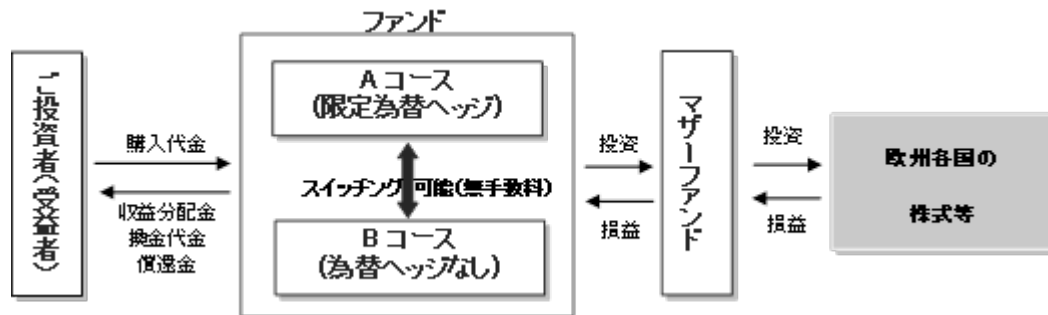 ファンド
ご投資者(受益者)
購入代金
収益分配金
換金代金
償還金
Aコース
(限定為替ヘッジ)
スイッチング可能(無手数料)
Bコース
(為替ヘッジなし)
投資
損益
マザーファンド
投資
損益
欧州各国の
株式等